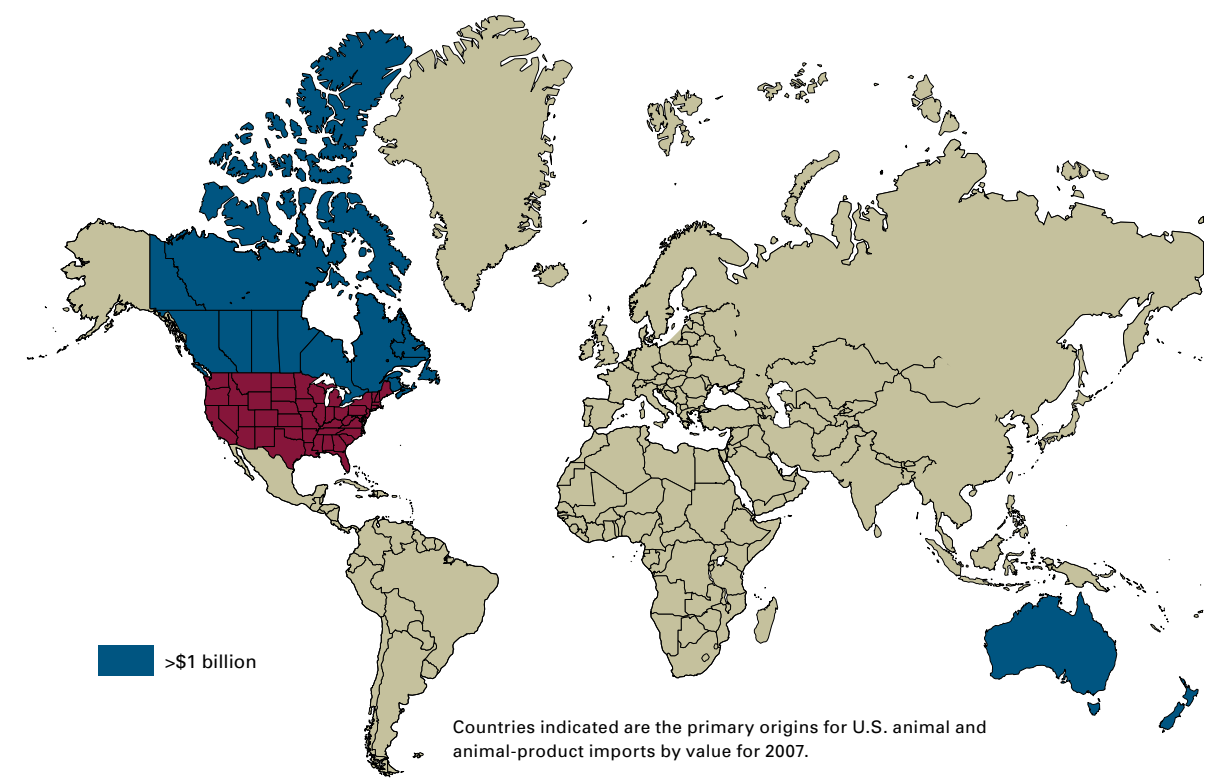 >$1 billion
Countries indicated are the primary origins for U.S. animal and
animal-product imports by value for 2007.